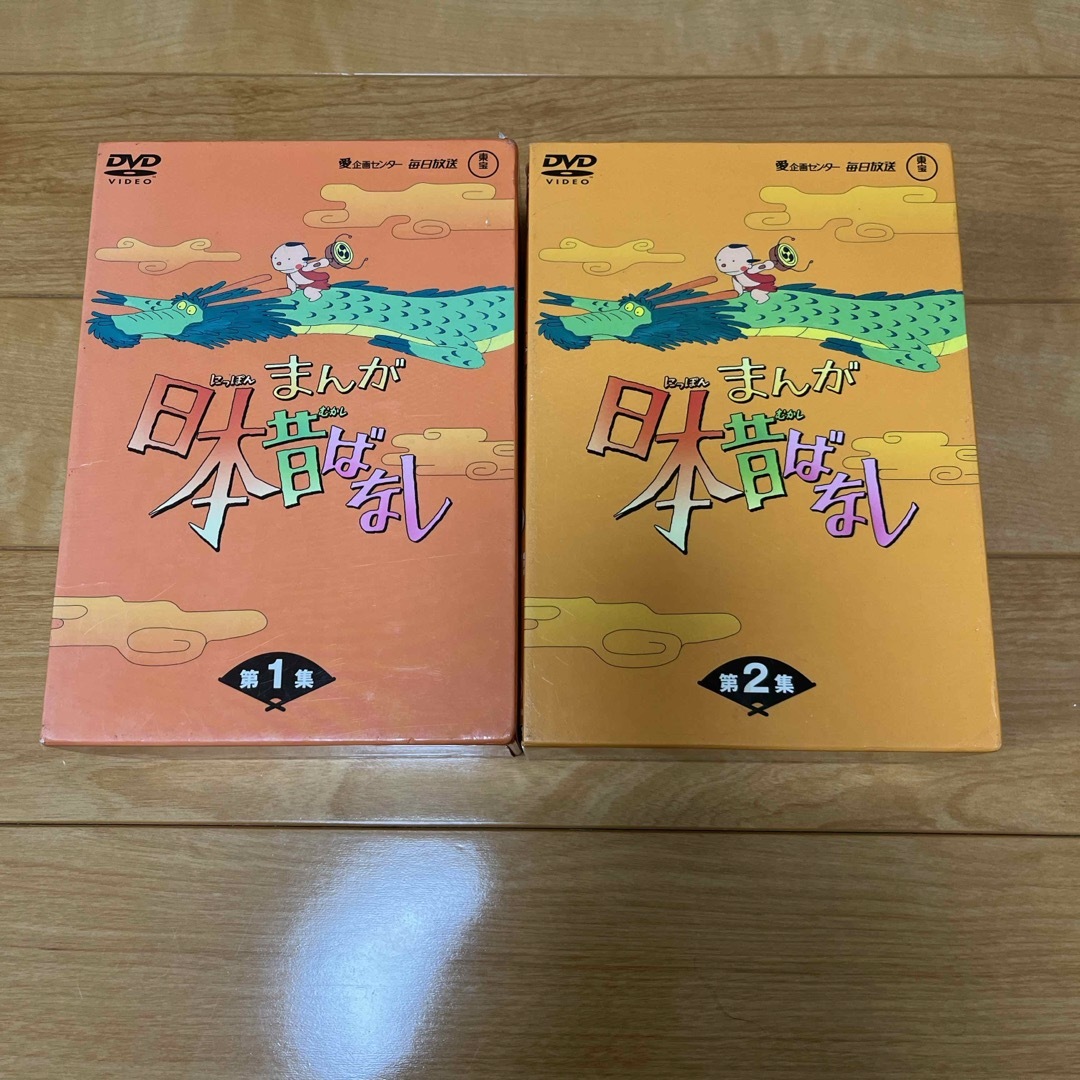 DVD
VIDEO
愛企画センター 毎日放送 東宝
まんが
にっぽん
むかし
日本昔ばなし
第1集
DVD
VIDEO
愛企画センター 毎日放送 東宝
まんが
にっぽん
むかし
日本昔ばなし
第2集